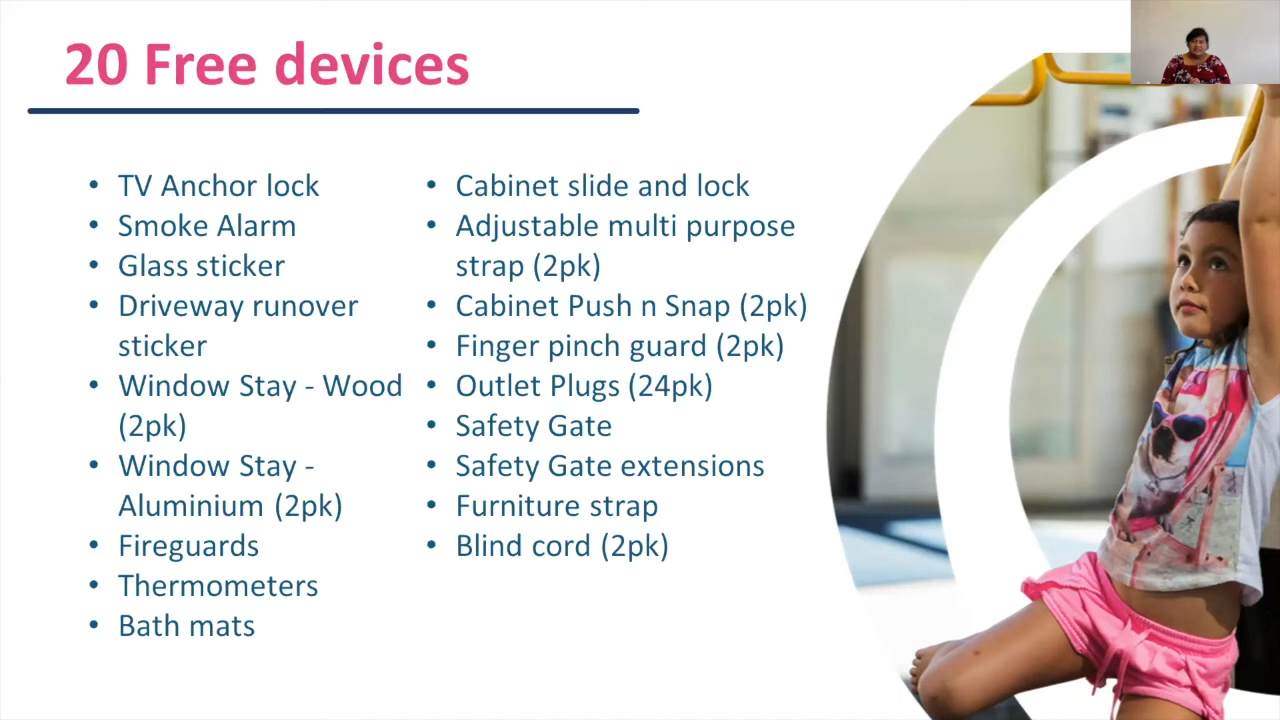 20 Free devices
• TV Anchor lock
• Smoke Alarm
• Glass sticker
• Driveway runover
sticker
• Window Stay - Wood
(2pk)
• Window Stay -
Aluminium (2pk)
• Fireguards
• Thermometers
• Bath mats
• Cabinet slide and lock
• Adjustable multi purpose
strap (2pk)
• Cabinet Push n Snap (2pk)
• Finger pinch guard (2pk)
• Outlet Plugs (24pk)
• Safety Gate
• Safety Gate extensions
• Furniture strap
• Blind cord (2pk)